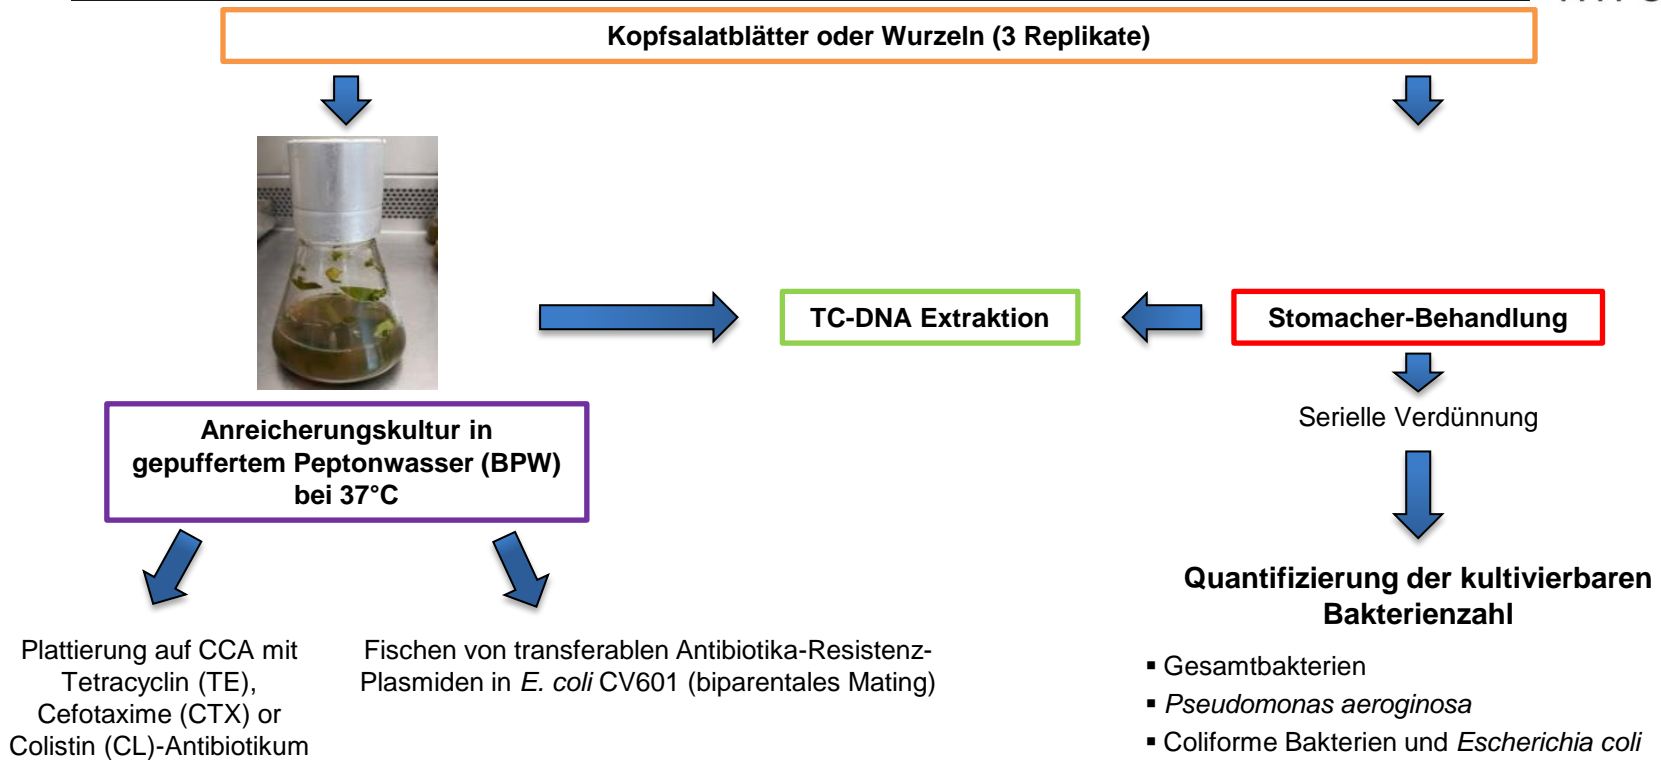 Kopfsalatblätter oder Wurzeln (3 Replikate)
TC-DNA Extraktion
Stomacher-Behandlung
Serielle Verdünnung
Anreicherungskultur in
gepuffertem Peptonwasser (BPW)
bei 37°C
Quantifizierung der kultivierbaren
Bakterienzahl
Plattierung auf CCA mit
Tetracyclin (TE),
Cefotaxime (CTX) or
Colistin (CL)-Antibiotikum
Fischen von transferablen Antibiotika-Resistenz-
Plasmiden in E. coli CV601 (biparentales Mating)
▪ Gesamtbakterien
▪ Pseudomonas aeroginosa
▪ Coliforme Bakterien und Escherichia coli